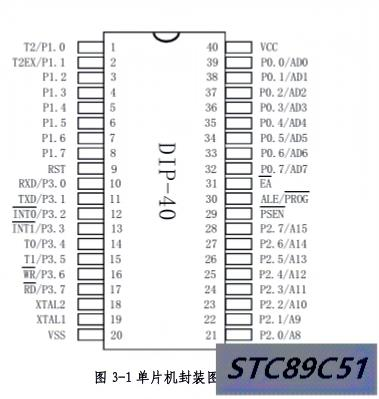 T2/P1.0 1 40 VCC
T2EX/P1.1 2 39 P0.0/AD0
P1.2 3 38 P0.1/AD1
P1.3 4 37 P0.2/AD2
P1.4 5 36 P0.3/AD3
P1.5 6 35 P0.4/AD4
P1.6 7 34 P0.5/AD5
P1.7 8 33 P0.6/AD6
RST 9 32 P0.7/AD7
RXD/P3.0 10 31 EA
TXD/P3.1 11 30 ALE/PROG
INT0/P3.2 12 29 PSEN
INT1/P3.3 13 28 P2.7/A15
T0/P3.4 14 27 P2.6/A14
T1/P3.5 15 26 P2.5/A13
WR/P3.6 16 25 P2.4/A12
RD/P3.7 17 24 P2.3/A11
XTAL2 18 23 P2.2/A10
XTAL1 19 22 P2.1/A9
VSS 20 21 P2.0/A8
DIP-40
图 3-1 单片机封装图
STC89C51